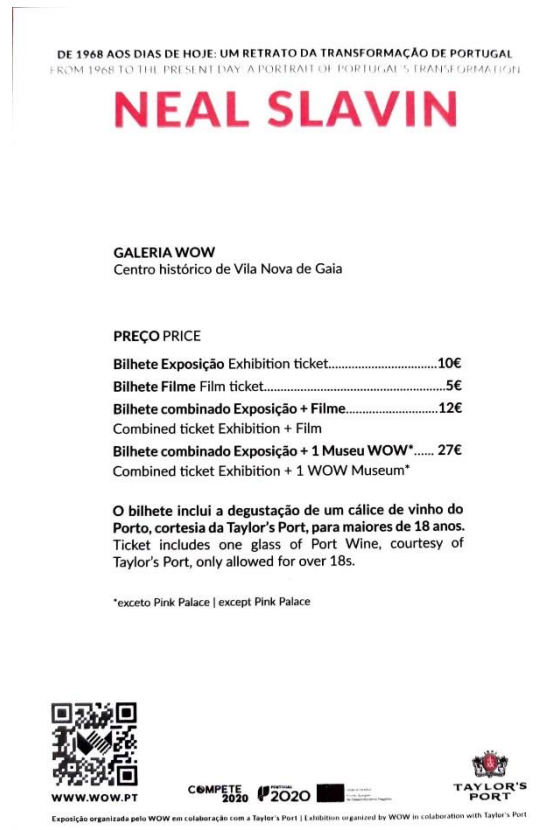 DE 1968 AOS DIAS DE HOJE: UM RETRATO DA TRANSFORMAÇÃO DE PORTUGAL
FROM 1968 TO THE PRESENT DAY: A PORTRAIT OF PORTUGAL'S TRANSFORMATION
NEAL SLAVIN
GALERIA WOW
Centro histórico de Vila Nova de Gaia
PREÇO PRICE
Bilhete Exposição Exhibition ticket.................................10€
Bilhete Filme Film ticket.......................................................5€
Bilhete combinado Exposição + Filme............................12€
Combined ticket Exhibition + Film
Bilhete combinado Exposição + 1 Museu WOW*...... 27€
Combined ticket Exhibition + 1 WOW Museum*
O bilhete inclui a degustação de um cálice de vinho do
Porto, cortesia da Taylor's Port, para maiores de 18 anos.
Ticket includes one glass of Port Wine, courtesy of
Taylor's Port, only allowed for over 18s.
*exceto Pink Palace | except Pink Palace
WWW.WOW.PT
COMPETE
2020
PORTUGAL
2020
TAYLOR'S
PORT
Exposição organizada pelo WOW em colaboração com a Taylor's Port | Exhibition organized by WOW in colaboration with Taylor's Port